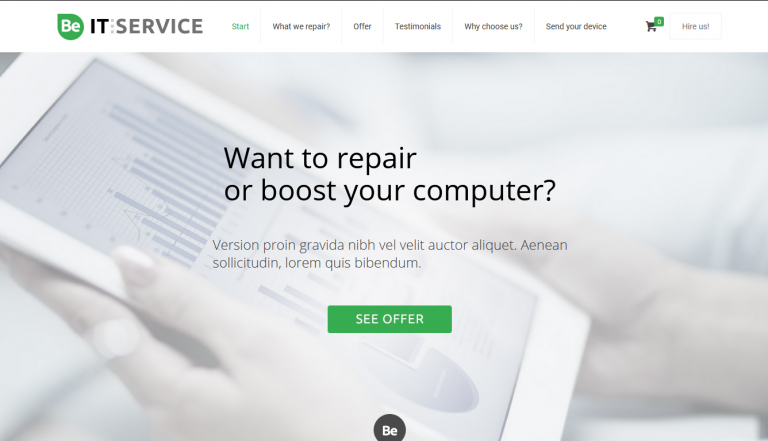 Be IT SERVICE
Start
What we repair?
Offer
Testimonials
Why choose us?
Send your device
0
Hire us!
Want to repair
or boost your computer?
Version proin gravida nibh vel velit auctor aliquet. Aenean
sollicitudin, lorem quis bibendum.
SEE OFFER
Be